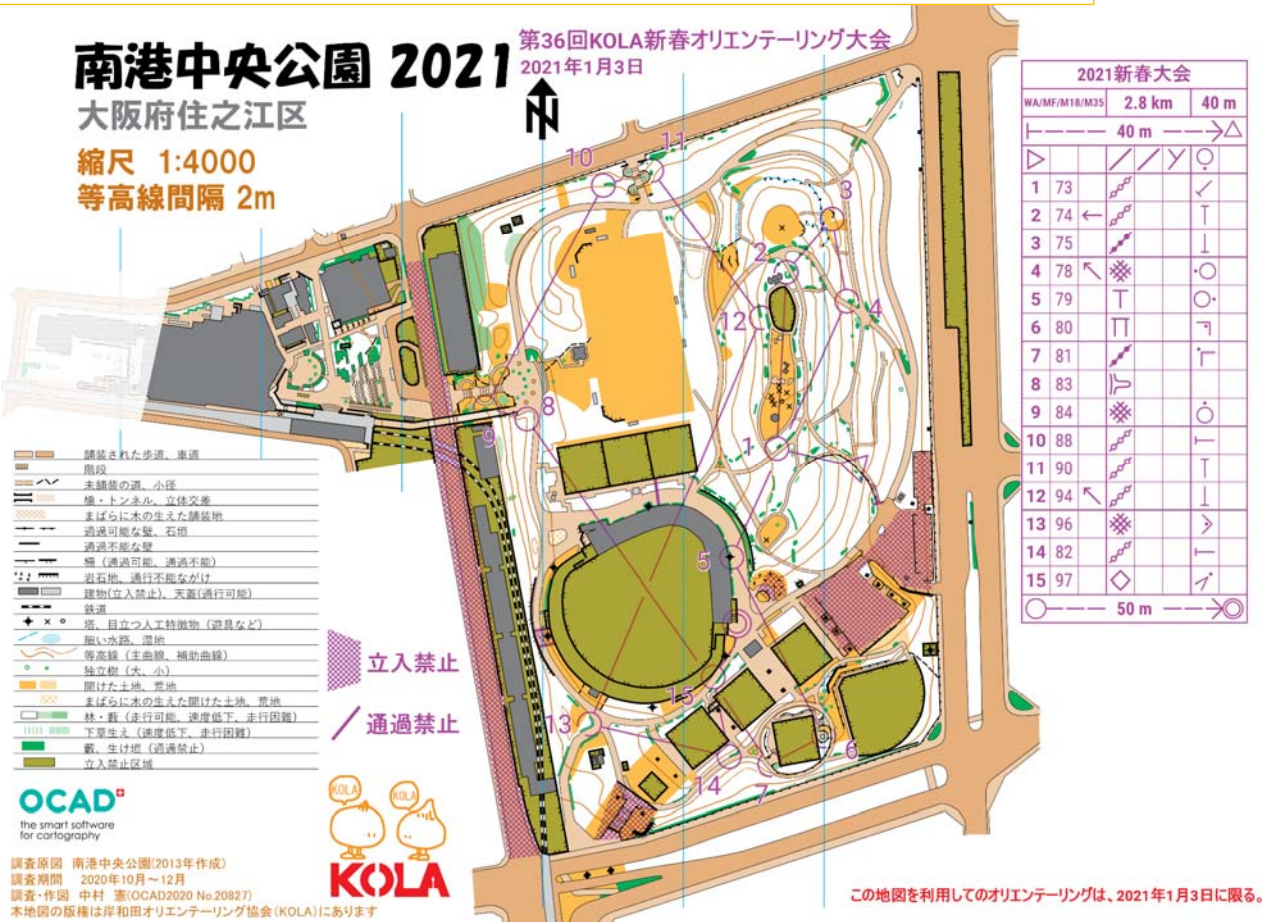 南港中央公園 2021
大阪府住之江区
縮尺 1:4000
等高線間隔 2m
第36回KOLA新春オリエンテーリング大会
2021年1月3日
N
2021新春大会
WA/MF/M18/M35 2.8 km 40 m
40 m
1 73
2 74
3 75
4 78
5 79
6 80
7 81
8 83
9 84
10 88
11 90
12 94
13 96
14 82
15 97
50 m
10
11
3
2
12
4
8
9
1
5
15
13
14
7
6
舗装された歩道、車道
階段
未舗装の道、小径
橋・トンネル、立体交差
まばらに木の生えた舗装地
通過可能な壁、石垣
通過不能な壁
柵（通過可能、通過不能）
岩石地、通行不能ながけ
建物(立入禁止)、天蓋(通行可能)
鉄道
塔、目立つ人工特徴物（遊具など）
細い水路、湿地
等高線（主曲線、補助曲線）
独立樹（大、小）
開けた土地、荒地
まばらに木の生えた開けた土地、荒地
林・藪（走行可能、速度低下、走行困難）
下草生え（速度低下、走行困難）
藪、生け垣（通過禁止）
立入禁止区域
立入禁止
通過禁止
OCAD
the smart software
for cartography
KOLA
KOLA
KOLA
調査原図 南港中央公園(2013年作成)
調査期間 2020年10月～12月
調査・作図 中村 憲(OCAD2020 No.20827)
本地図の版権は岸和田オリエンテーリング協会(KOLA)にあります
この地図を利用してのオリエンテーリングは、2021年1月3日に限る。